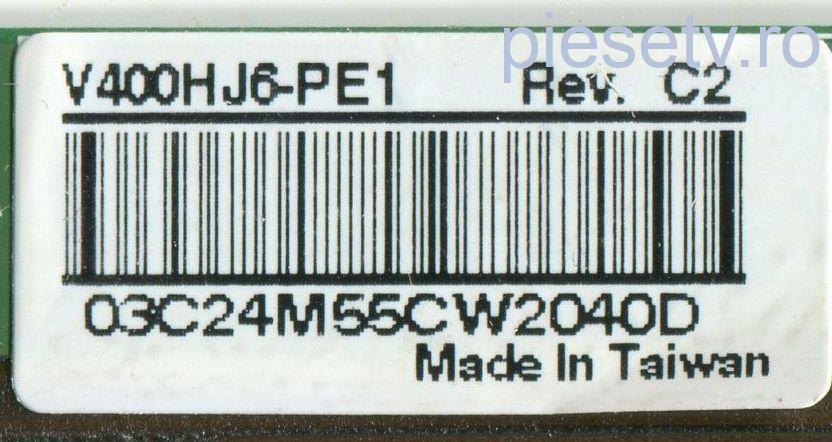 piesetv.ro
V400HJ6-PE1 Rev. C2
03C24M55CW2040D
Made In Taiwan